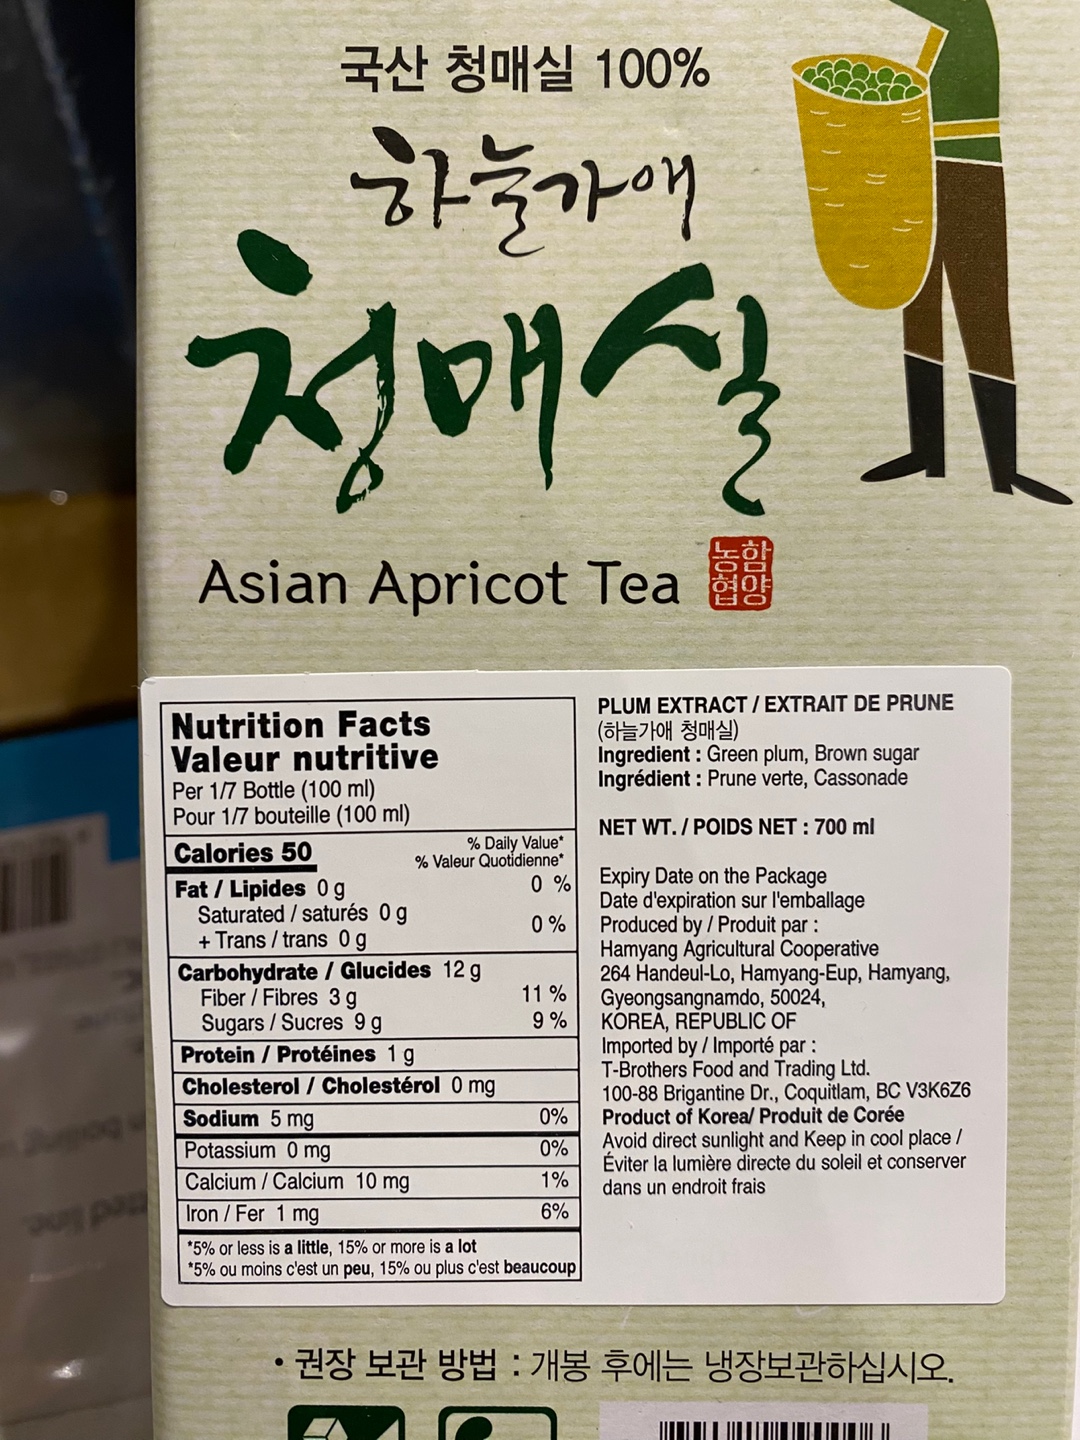 국산 청매실 100%
하늘가애
청매실
Asian Apricot Tea
농함
협양
Nutrition Facts
Valeur nutritive
Per 1/7 Bottle (100 ml)
Pour 1/7 bouteille (100 ml)
Calories 50
% Daily Value*
% Valeur Quotidienne*
Fat / Lipides 0 g 0 %
Saturated / saturés 0 g
+ Trans / trans 0 g 0 %
Carbohydrate / Glucides 12 g
Fiber / Fibres 3 g 11 %
Sugars / Sucres 9 g 9 %
Protein / Protéines 1 g
Cholesterol / Cholestérol 0 mg
Sodium 5 mg 0%
Potassium 0 mg 0%
Calcium / Calcium 10 mg 1%
Iron / Fer 1 mg 6%
*5% or less is a little, 15% or more is a lot
*5% ou moins c'est un peu, 15% ou plus c'est beaucoup
PLUM EXTRACT / EXTRAIT DE PRUNE
(하늘가애 청매실)
Ingredient : Green plum, Brown sugar
Ingrédient : Prune verte, Cassonade
NET WT. / POIDS NET : 700 ml
Expiry Date on the Package
Date d'expiration sur l'emballage
Produced by / Produit par :
Hamyang Agricultural Cooperative
264 Handeul-Lo, Hamyang-Eup, Hamyang,
Gyeongsangnamdo, 50024,
KOREA, REPUBLIC OF
Imported by / Importé par :
T-Brothers Food and Trading Ltd.
100-88 Brigantine Dr., Coquitlam, BC V3K6Z6
Product of Korea/ Produit de Corée
Avoid direct sunlight and Keep in cool place /
Éviter la lumière directe du soleil et conserver
dans un endroit frais
• 권장 보관 방법 : 개봉 후에는 냉장보관하십시오.